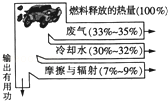 燃料释放的热量(100%)
废气(33%~35%)
冷却水(30%~32%)
摩擦与辐射(7%~9%)
输出有用功